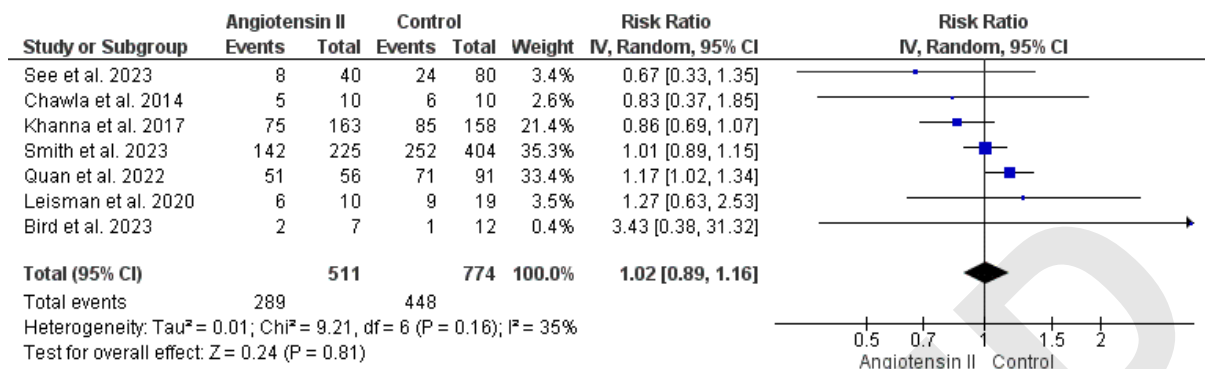 Angiotensin II Control Risk Ratio Risk Ratio
Study or Subgroup Events Total Events Total Weight IV, Random, 95% CI IV, Random, 95% CI
See et al. 2023 8 40 24 80 3.4% 0.67 [0.33, 1.35]
Chawla et al. 2014 5 10 6 10 2.6% 0.83 [0.37, 1.85]
Khanna et al. 2017 75 163 85 158 21.4% 0.86 [0.69, 1.07]
Smith et al. 2023 142 225 252 404 35.3% 1.01 [0.89, 1.15]
Quan et al. 2022 51 56 71 91 33.4% 1.17 [1.02, 1.34]
Leisman et al. 2020 6 10 9 19 3.5% 1.27 [0.63, 2.53]
Bird et al. 2023 2 7 1 12 0.4% 3.43 [0.38, 31.32]
Total (95% CI) 511 774 100.0% 1.02 [0.89, 1.16]
Total events 289 448
Heterogeneity: Tau² = 0.01; Chi² = 9.21, df = 6 (P = 0.16); I² = 35%
Test for overall effect: Z = 0.24 (P = 0.81)
0.5 0.7 1 1.5 2
Angiotensin II Control